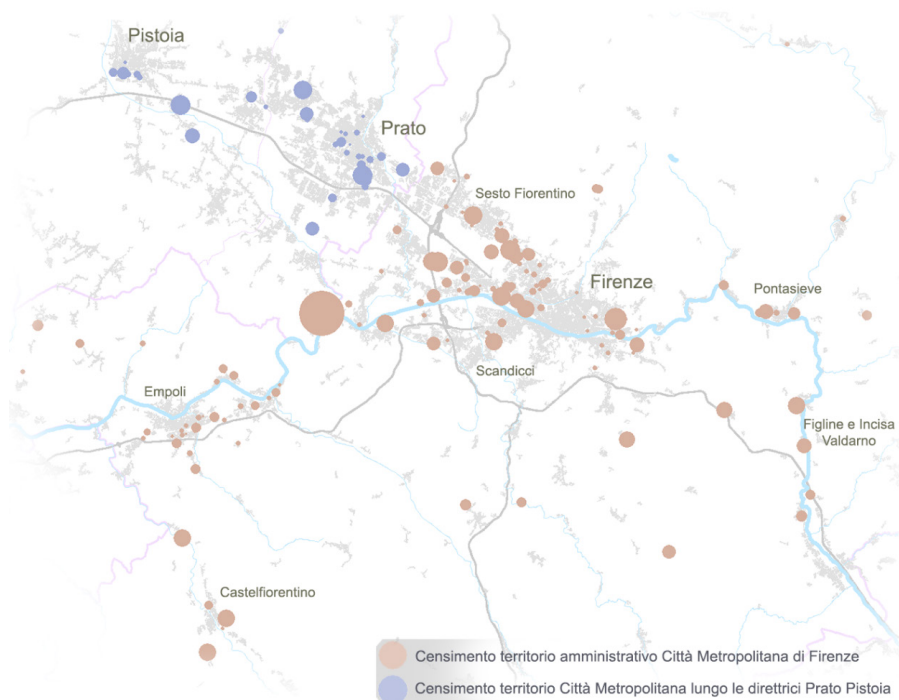 Pistoia
Prato
Sesto Fiorentino
Firenze
Pontasieve
Scandicci
Empoli
Figline e Incisa
Valdarno
Castelfiorentino
Censimento territorio amministrativo Città Metropolitana di Firenze
Censimento territorio Città Metropolitana lungo le direttrici Prato Pistoia